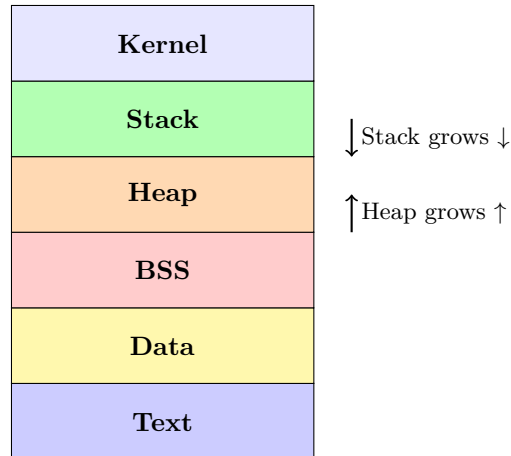 Kernel
Stack
Stack grows ↓
Heap
Heap grows ↑
BSS
Data
Text